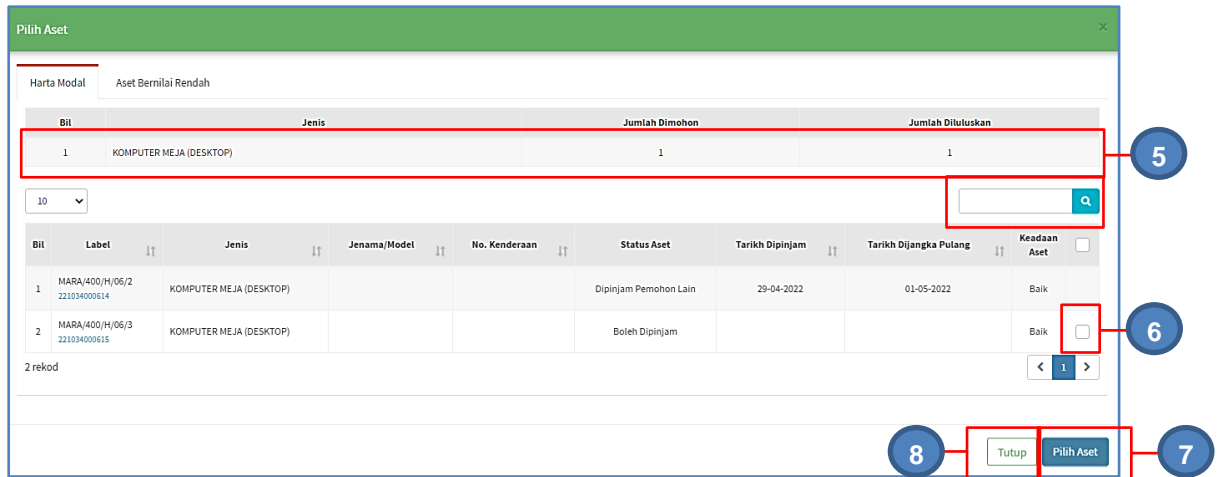 Pilih Aset ×
Harta Modal Aset Bernilai Rendah
Bil Jenis Jumlah Dimohon Jumlah Diluluskan
1 KOMPUTER MEJA (DESKTOP) 1 1
5
10
Bil Label Jenis Jenama/Model No. Kenderaan Status Aset Tarikh Dipinjam Tarikh Dijangka Pulang Keadaan
Aset
1 MARA/400/H/06/2 KOMPUTER MEJA (DESKTOP) Dipinjam Pemohon Lain 29-04-2022 01-05-2022 Baik
221034000614
2 MARA/400/H/06/3 KOMPUTER MEJA (DESKTOP) Boleh Dipinjam Baik
221034000615
6
2 rekod < 1 >
8 Tutup Pilih Aset 7